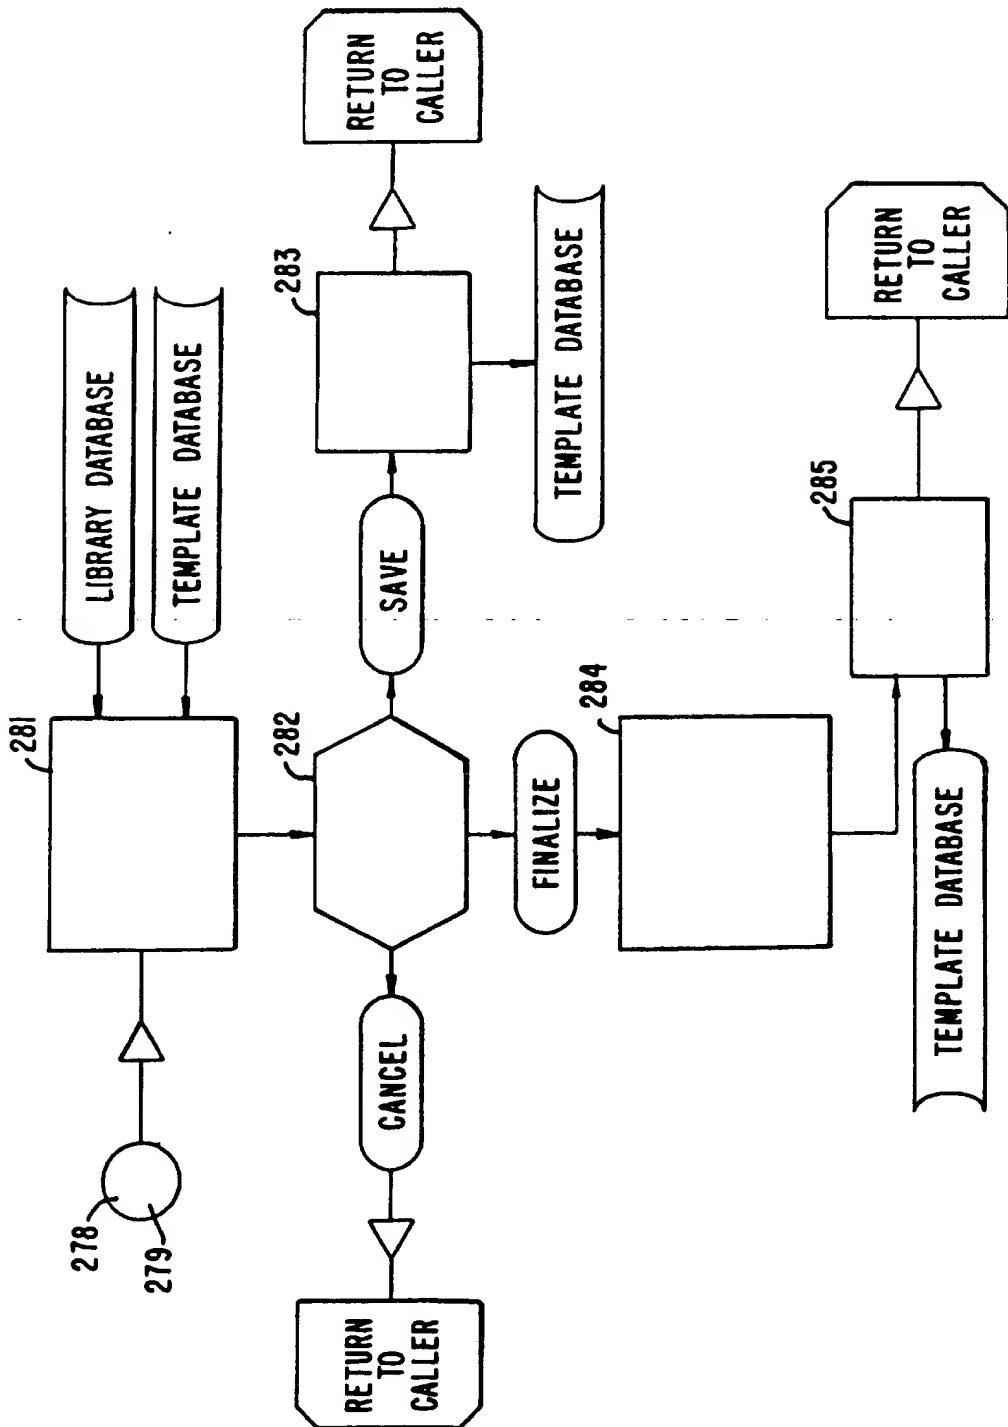 278
279
281
LIBRARY DATABASE
TEMPLATE DATABASE
282
RETURN
TO
CALLER
CANCEL
SAVE
283
RETURN
TO
CALLER
TEMPLATE DATABASE
FINALIZE
284
285
RETURN
TO
CALLER
TEMPLATE DATABASE